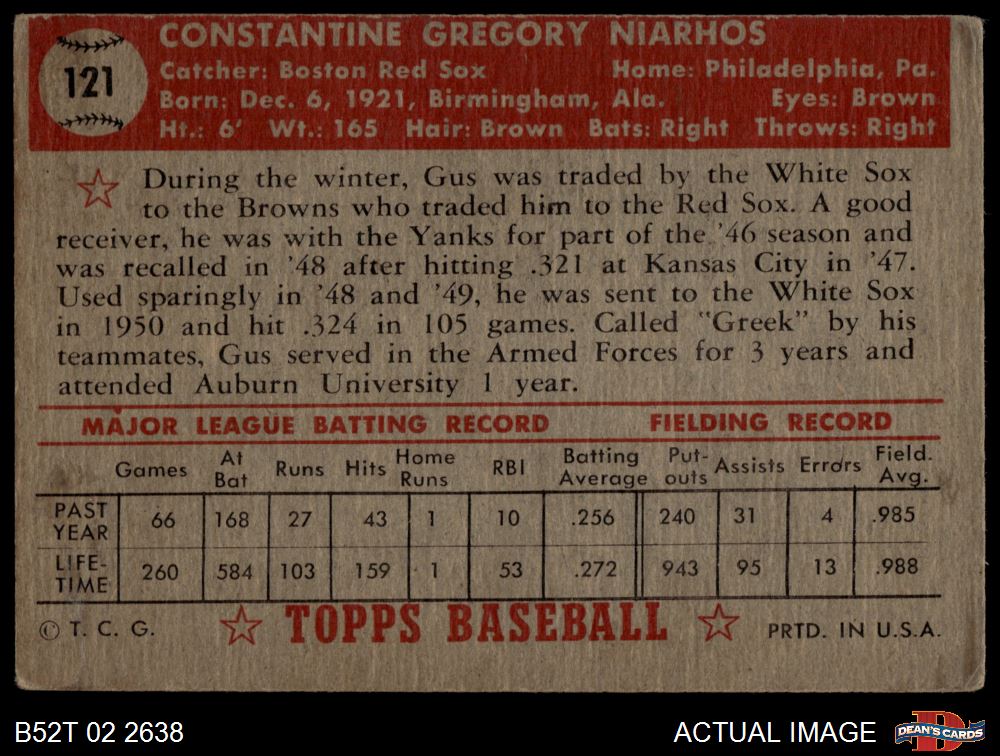 121
CONSTANTINE GREGORY NIARHOS
Catcher: Boston Red Sox Home: Philadelphia, Pa.
Born: Dec. 6, 1921, Birmingham, Ala. Eyes: Brown
Ht.: 6' Wt.: 165 Hair: Brown Bats: Right Throws: Right
During the winter, Gus was traded by the White Sox
to the Browns who traded him to the Red Sox. A good
receiver, he was with the Yanks for part of the '46 season and
was recalled in '48 after hitting .321 at Kansas City in '47.
Used sparingly in '48 and '49, he was sent to the White Sox
in 1950 and hit .324 in 105 games. Called "Greek" by his
teammates, Gus served in the Armed Forces for 3 years and
attended Auburn University 1 year.
MAJOR LEAGUE BATTING RECORD FIELDING RECORD
Games At Bat Runs Hits Home Runs RBI Batting Average Put-outs Assists Errors Field. Avg.
PAST YEAR 66 168 27 43 1 10 .256 240 31 4 .985
LIFE-TIME 260 584 103 159 1 53 .272 943 95 13 .988
© T. C. G. TOPPS BASEBALL PRTD. IN U.S.A.
B52T 02 2638 ACTUAL IMAGE DEAN'S CARDS